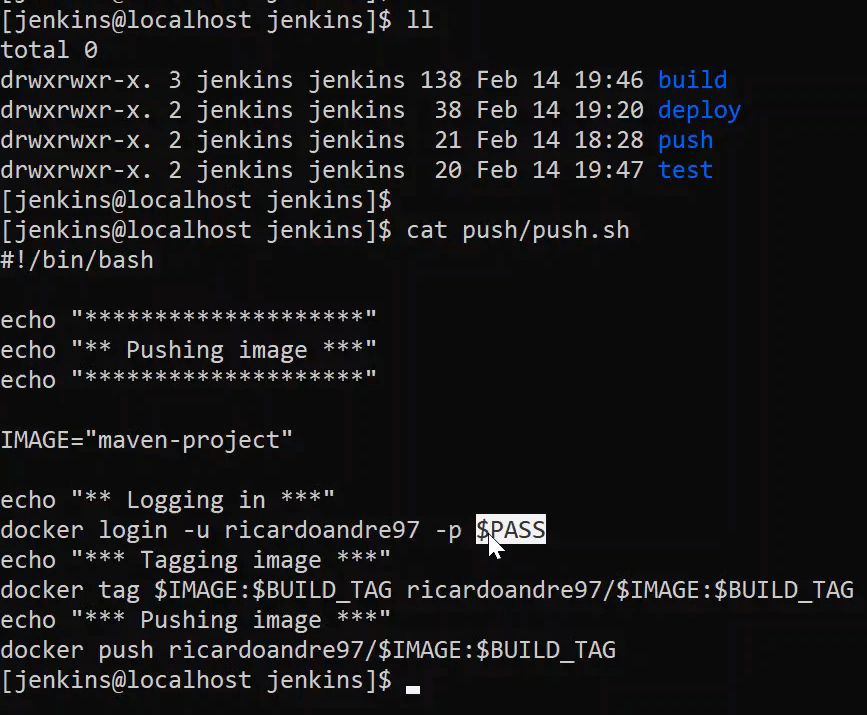 [jenkins@localhost jenkins]$ ll
total 0
drwxrwxr-x. 3 jenkins jenkins 138 Feb 14 19:46 build
drwxrwxr-x. 2 jenkins jenkins  38 Feb 14 19:20 deploy
drwxrwxr-x. 2 jenkins jenkins  21 Feb 14 18:28 push
drwxrwxr-x. 2 jenkins jenkins  20 Feb 14 19:47 test
[jenkins@localhost jenkins]$
[jenkins@localhost jenkins]$ cat push/push.sh
#!/bin/bash
echo "********************"
echo "** Pushing image ***"
echo "********************"
IMAGE="maven-project"
echo "** Logging in ***"
docker login -u ricardoandre97 -p $PASS
echo "*** Tagging image ***"
docker tag $IMAGE:$BUILD_TAG ricardoandre97/$IMAGE:$BUILD_TAG
echo "*** Pushing image ***"
docker push ricardoandre97/$IMAGE:$BUILD_TAG
[jenkins@localhost jenkins]$